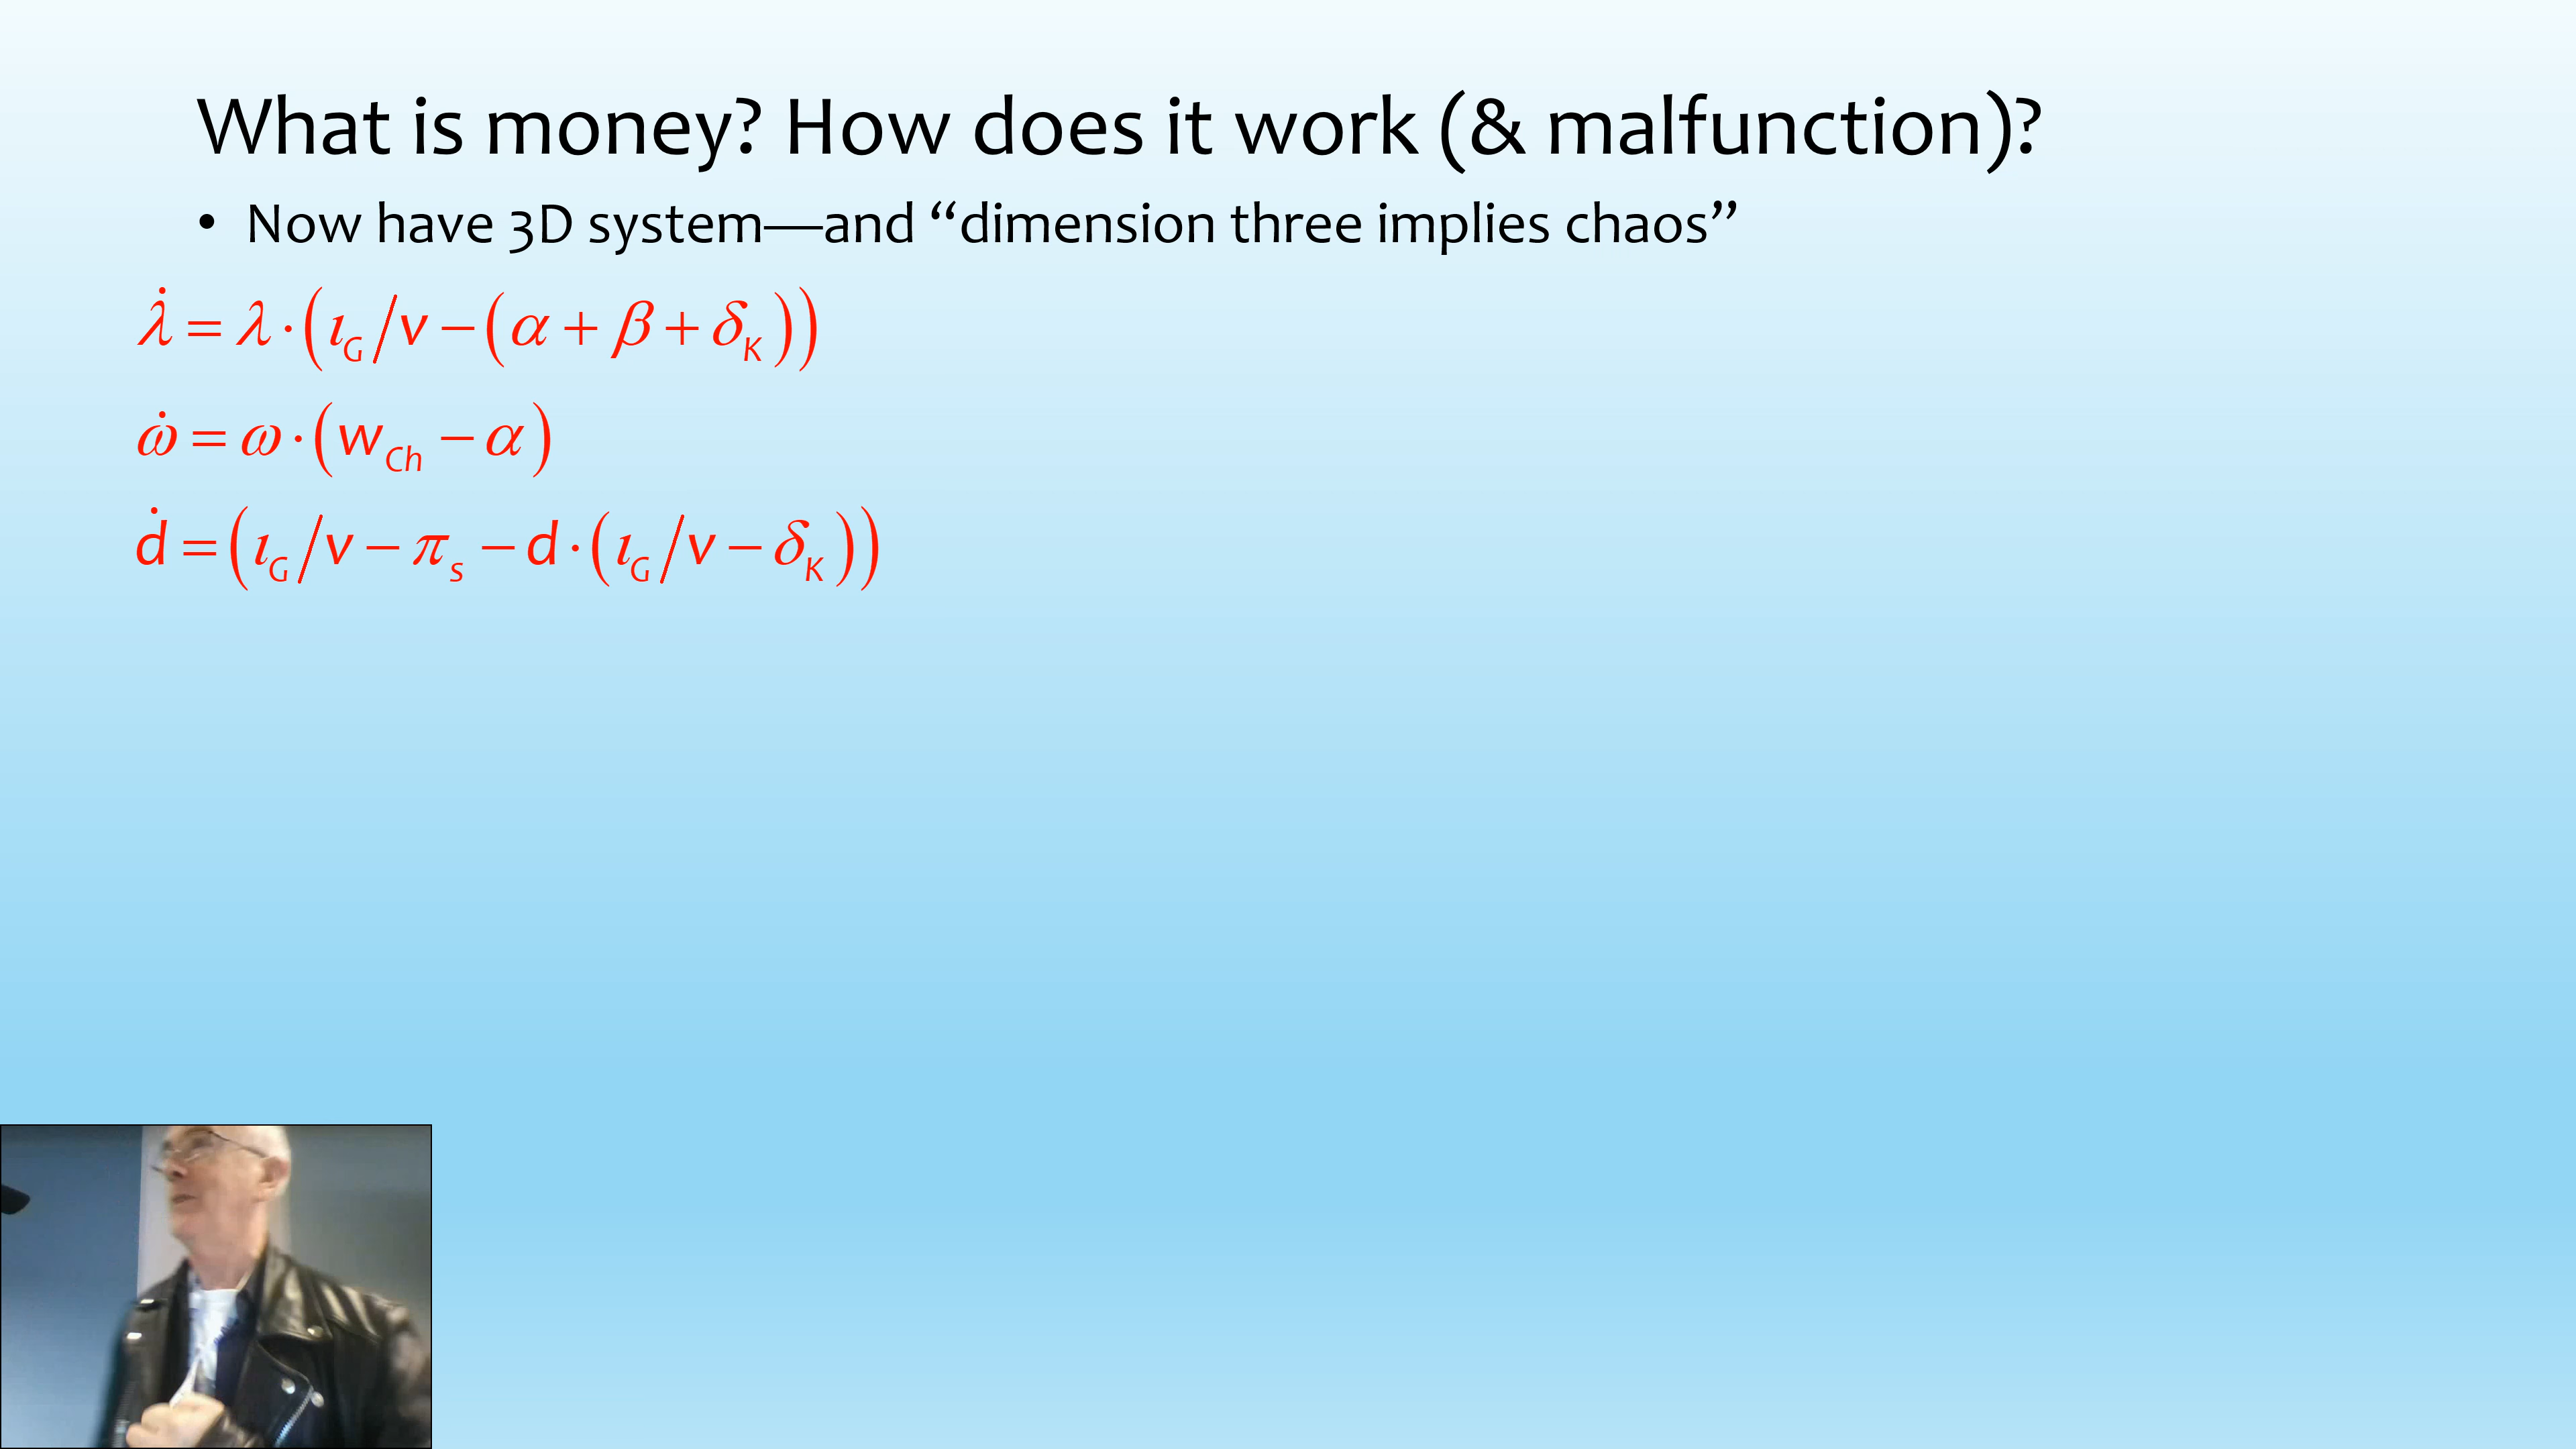 What is money? How does it work (& malfunction)?
• Now have 3D system—and “dimension three implies chaos”
λ̇ = λ·(ι_G/v − (α + β + δ_K))
ω̇ = ω·(w_Ch − α)
ḋ = (ι_G/v − π_s − d·(ι_G/v − δ_K))